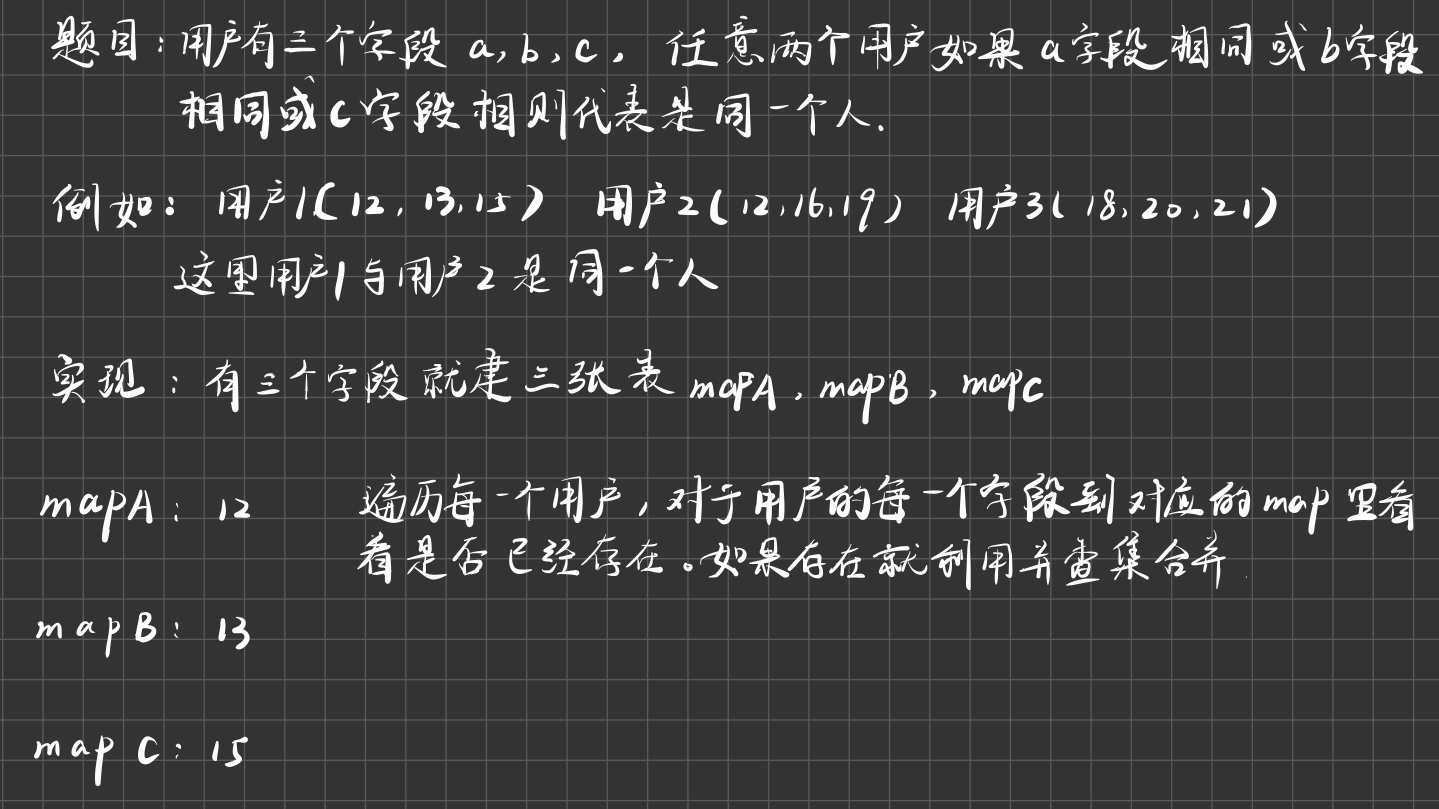 题目：用户有三个字段 a,b,c， 任意两个用户如果 a字段相同 或 b字段
相同或 c 字段 相则代表是同一个人.
例如： 用户1( 12, 13,15) 用户2( 12,16,19) 用户3( 18,20,21)
这里用户1与用户2 是同一个人
实现：有三个字段 就建三张表 mapA, mapB, mapC
mapA: 12 遍历每一个用户,对于用户的每一个字段到对应的map里看
看是否已经存在。如果存在就利用并查集合并
mapB: 13
map C: 15